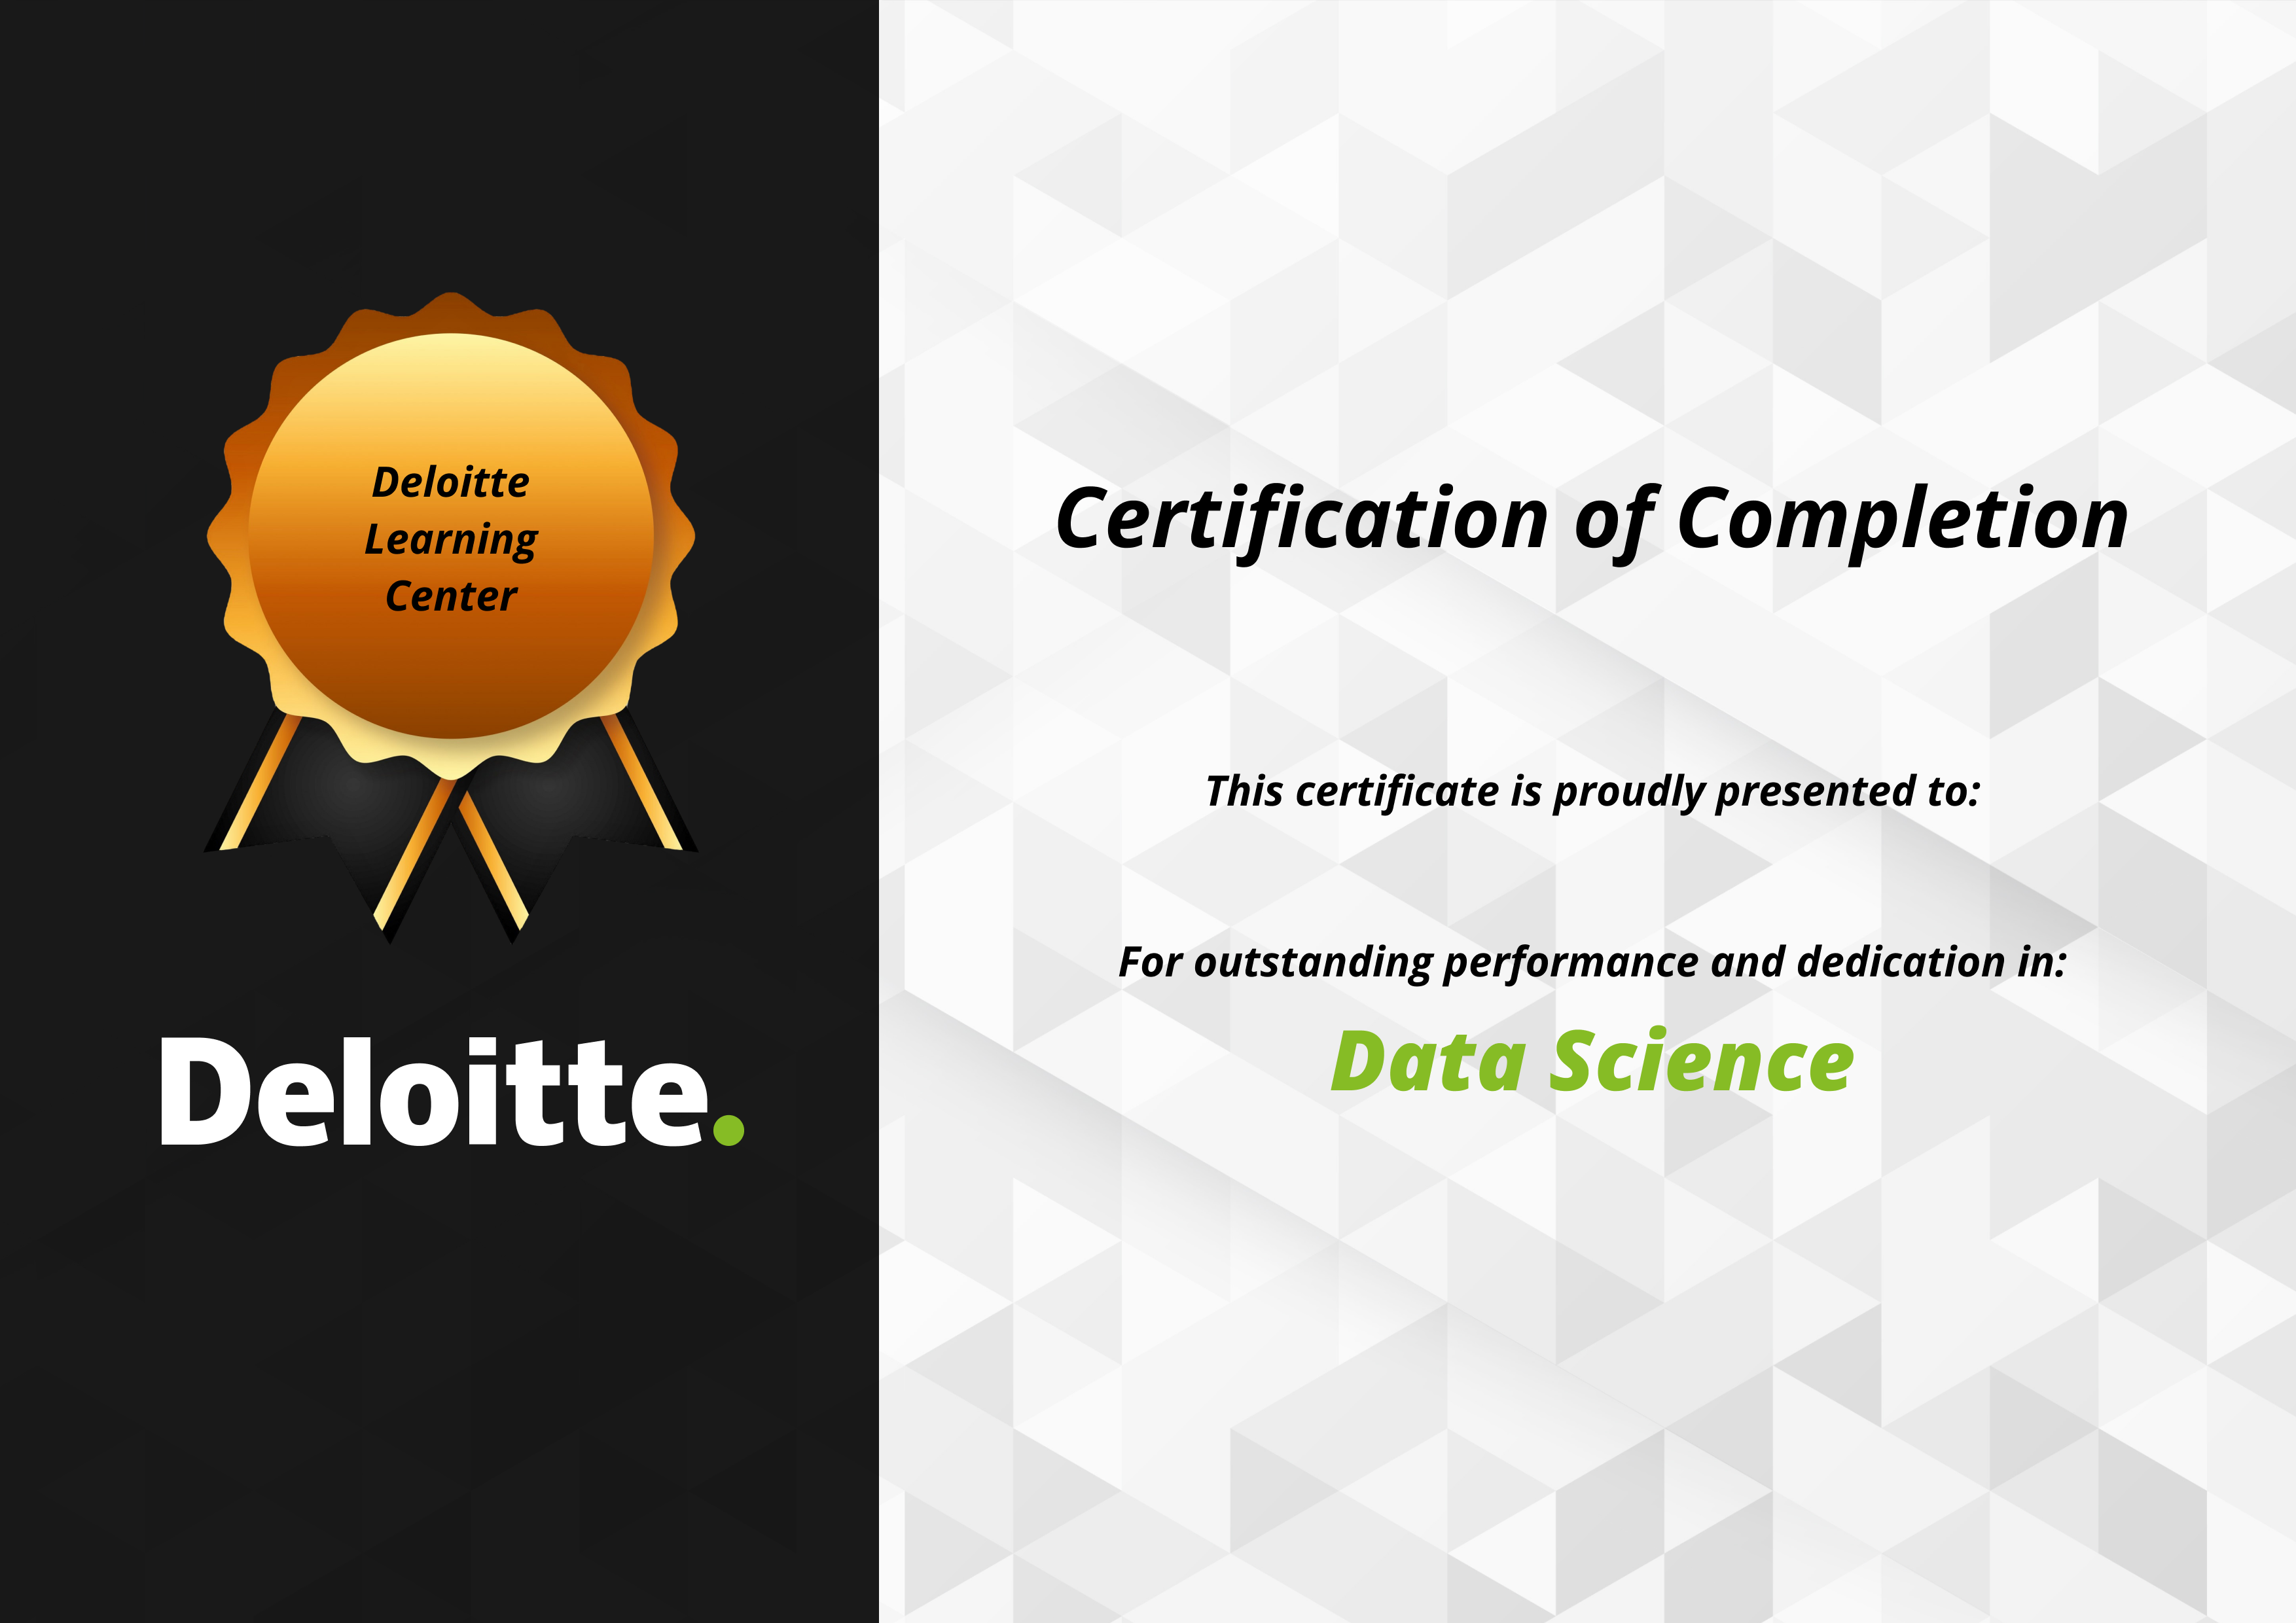 Deloitte
Learning
Center
Deloitte.
Certification of Completion
This certificate is proudly presented to:
For outstanding performance and dedication in:
Data Science